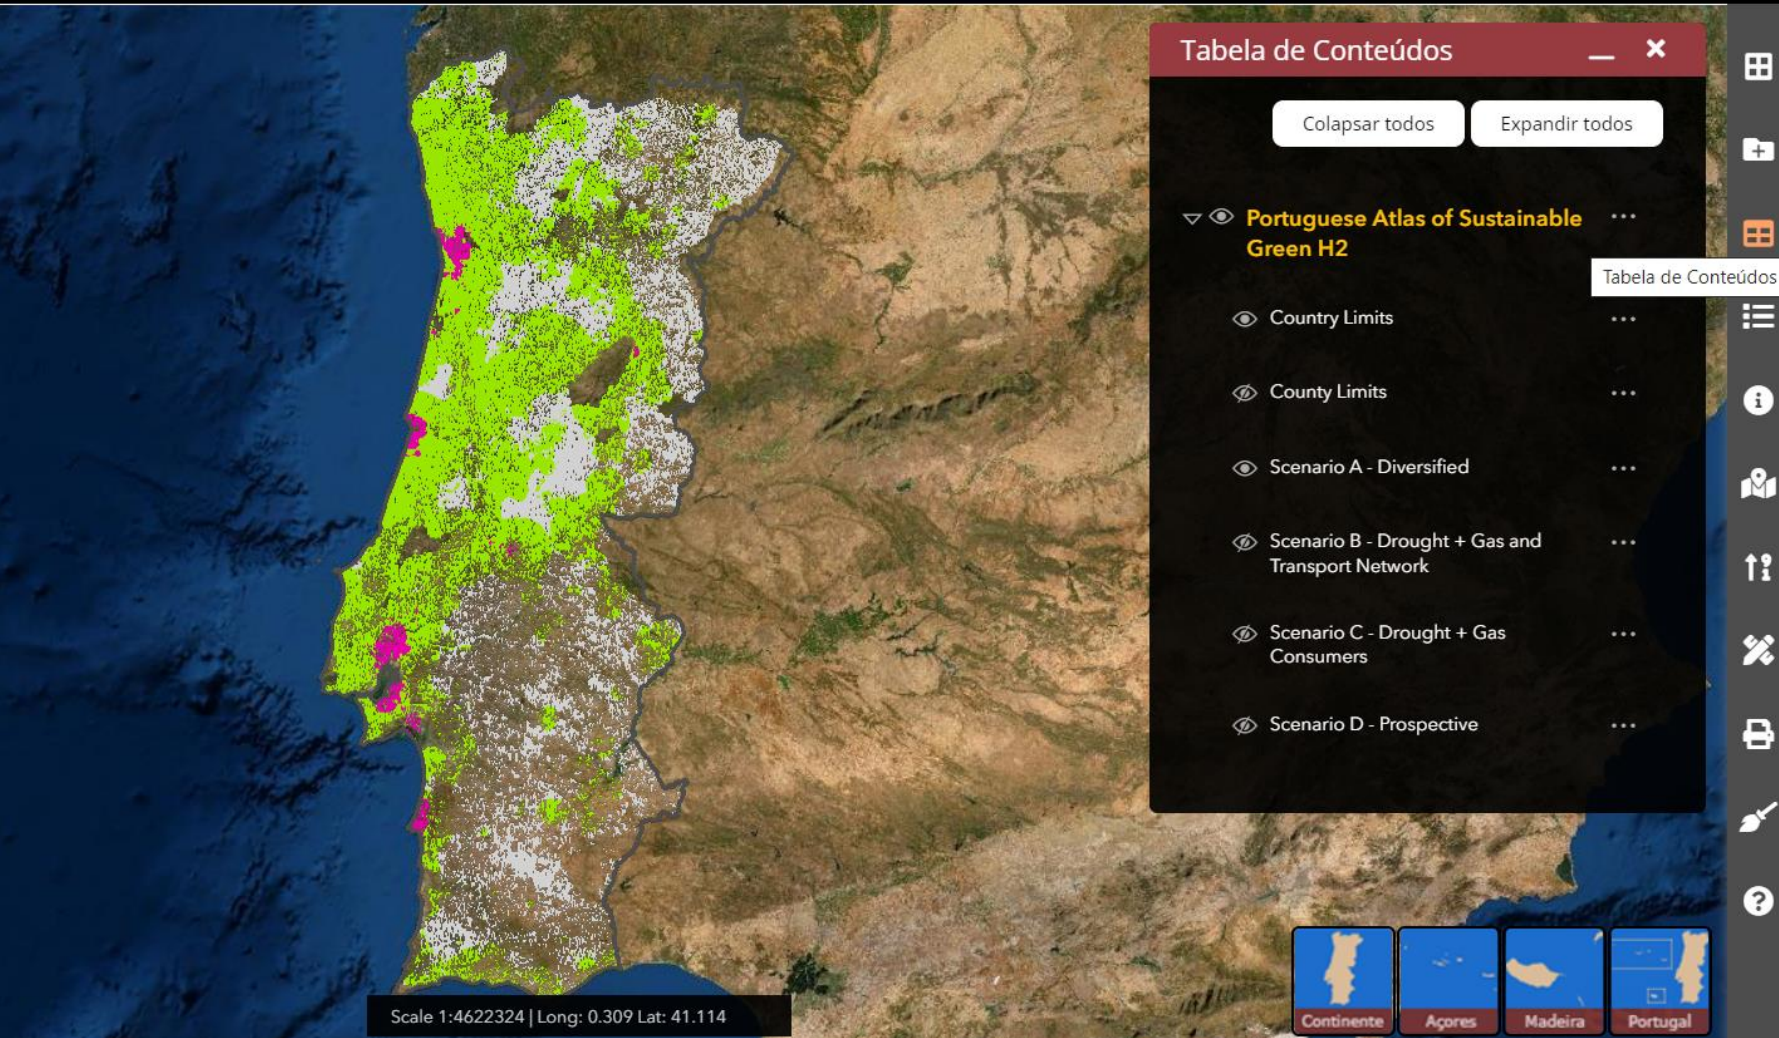 Tabela de Conteúdos
Colapsar todos
Expandir todos
Portuguese Atlas of Sustainable
Green H2
Tabela de Conteúdos
Country Limits
County Limits
Scenario A - Diversified
Scenario B - Drought + Gas and
Transport Network
Scenario C - Drought + Gas
Consumers
Scenario D - Prospective
Scale 1:4622324 | Long: 0.309 Lat: 41.114
Continente
Açores
Madeira
Portugal